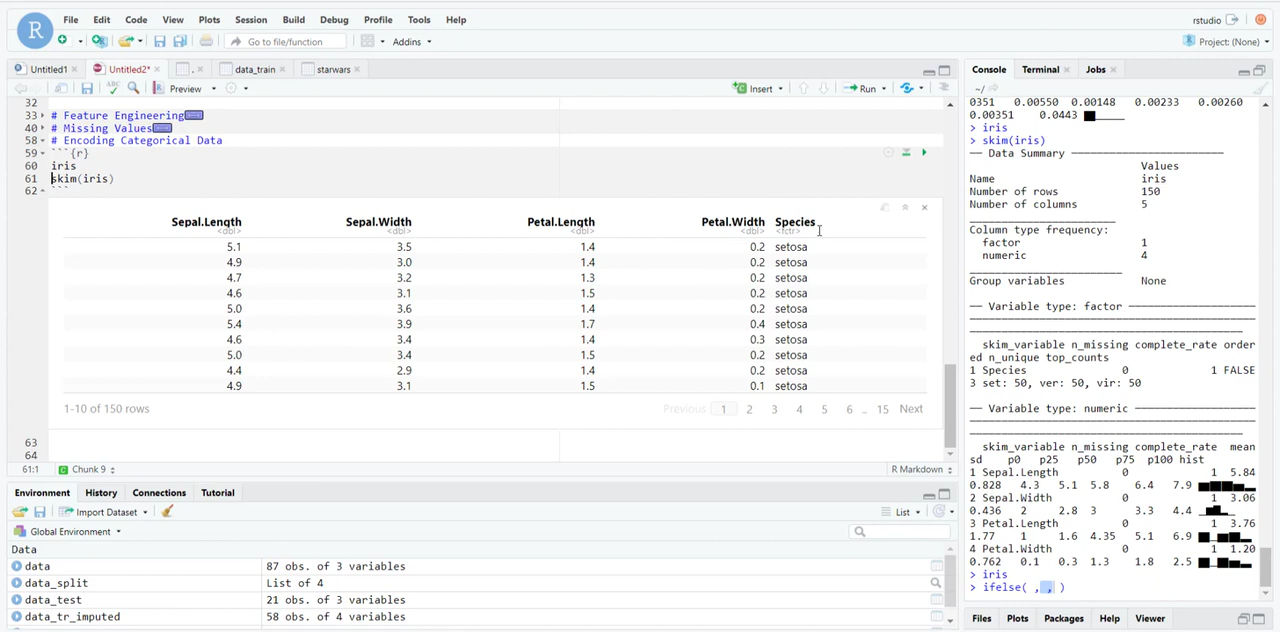 File Edit Code View Plots Session Build Debug Profile Tools Help
rstudio
R
Go to file/function
Addins
Project: (None)
Untitled1
Untitled2*
.
data_train
starwars
ABC
Preview
Insert
Run
32
33 # Feature Engineering
40 # Missing Values
58 # Encoding Categorical Data
59 ```{r}
60 iris
61 skim(iris)
62 ```
Sepal.Length Sepal.Width Petal.Length Petal.Width Species
<dbl> <dbl> <dbl> <dbl> <fctr>
5.1 3.5 1.4 0.2 setosa
4.9 3.0 1.4 0.2 setosa
4.7 3.2 1.3 0.2 setosa
4.6 3.1 1.5 0.2 setosa
5.0 3.6 1.4 0.2 setosa
5.4 3.9 1.7 0.4 setosa
4.6 3.4 1.4 0.3 setosa
5.0 3.4 1.5 0.2 setosa
4.4 2.9 1.4 0.2 setosa
4.9 3.1 1.5 0.1 setosa
1-10 of 150 rows
Previous 1 2 3 4 5 6 ... 15 Next
63
64
61:1
Chunk 9
R Markdown
Environment History Connections Tutorial
Import Dataset
List
Global Environment
Data
data 87 obs. of 3 variables
data_split List of 4
data_test 21 obs. of 3 variables
data_tr_imputed 58 obs. of 4 variables
Console Terminal Jobs
~/
0351 0.00550 0.00148 0.00233 0.00260
0.00351 0.0443
> iris
> skim(iris)
── Data Summary ────────────────────────
Values
Name iris
Number of rows 150
Number of columns 5
_______________________
Column type frequency:
factor 1
numeric 4
________________________
Group variables None
── Variable type: factor ────────────────
skim_variable n_missing complete_rate order
ed n_unique top_counts
1 Species 0 1 FALSE
3 set: 50, ver: 50, vir: 50
── Variable type: numeric ───────────────
skim_variable n_missing complete_rate mean
sd p0 p25 p50 p75 p100 hist
1 Sepal.Length 0 1 5.84
0.828 4.3 5.1 5.8 6.4 7.9
2 Sepal.Width 0 1 3.06
0.436 2 2.8 3 3.3 4.4
3 Petal.Length 0 1 3.76
1.77 1 1.6 4.35 5.1 6.9
4 Petal.Width 0 1 1.20
0.762 0.1 0.3 1.3 1.8 2.5
> iris
> ifelse( , , )
Files Plots Packages Help Viewer